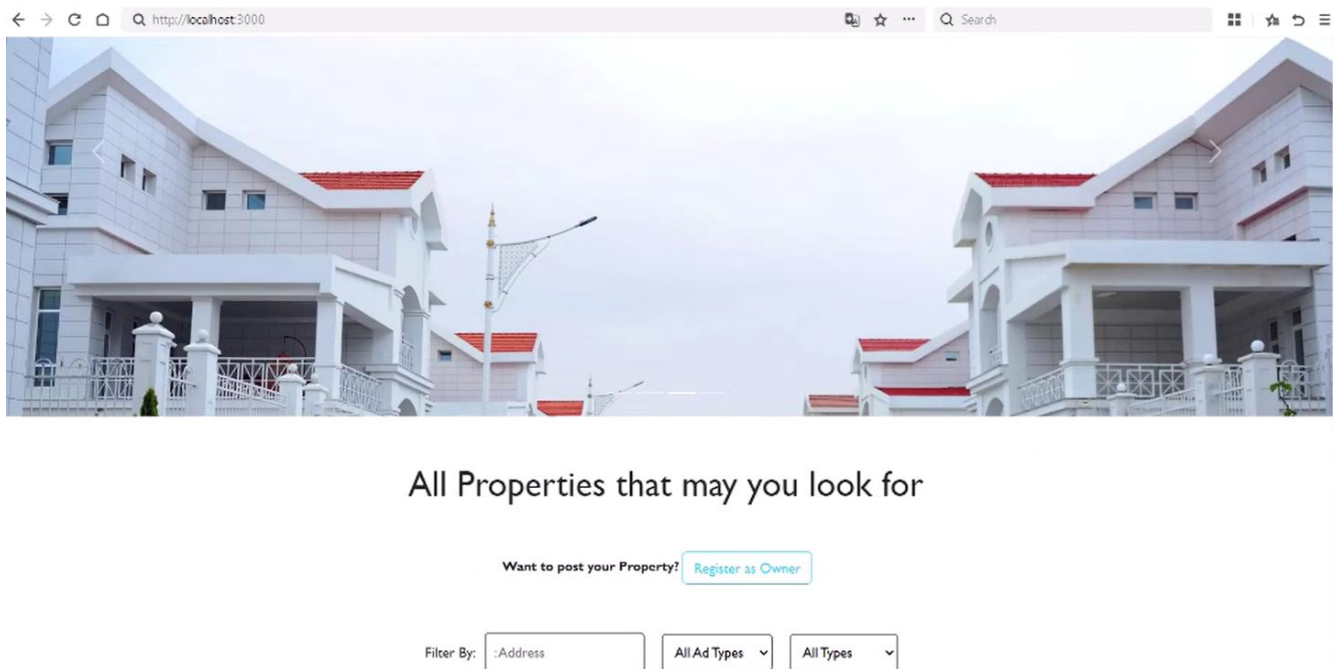 http://localhost:3000
Search
All Properties that may you look for
Want to post your Property? Register as Owner
Filter By: :Address All Ad Types All Types